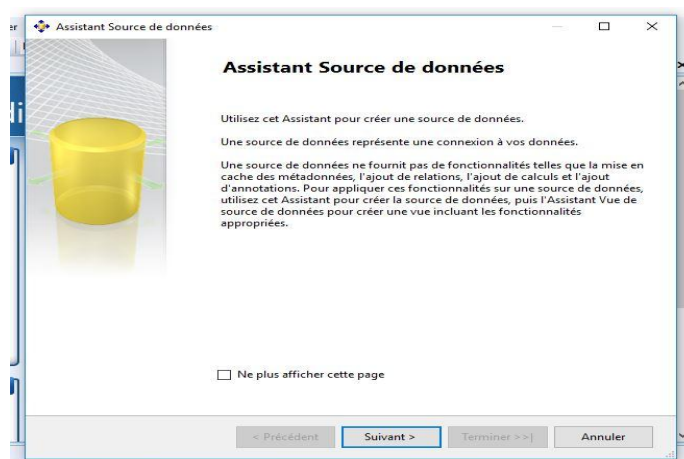 er
Assistant Source de données
di
Assistant Source de données
Utilisez cet Assistant pour créer une source de données.
Une source de données représente une connexion à vos données.
Une source de données ne fournit pas de fonctionnalités telles que la mise en
cache des métadonnées, l'ajout de relations, l'ajout de calculs et l'ajout
d'annotations. Pour appliquer ces fonctionnalités sur une source de données,
utilisez cet Assistant pour créer la source de données, puis l'Assistant Vue de
source de données pour créer une vue incluant les fonctionnalités
appropriées.
Ne plus afficher cette page
< Précédent
Suivant >
Terminer >>|
Annuler